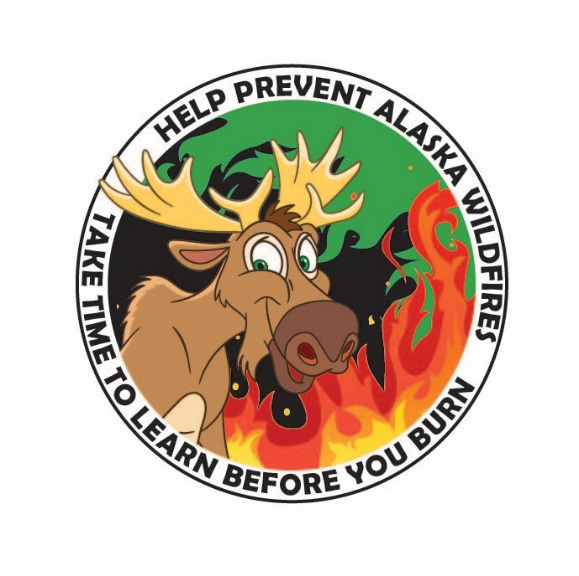 HELP PREVENT ALASKA WILDFIRES
TAKE TIME TO LEARN BEFORE YOU BURN